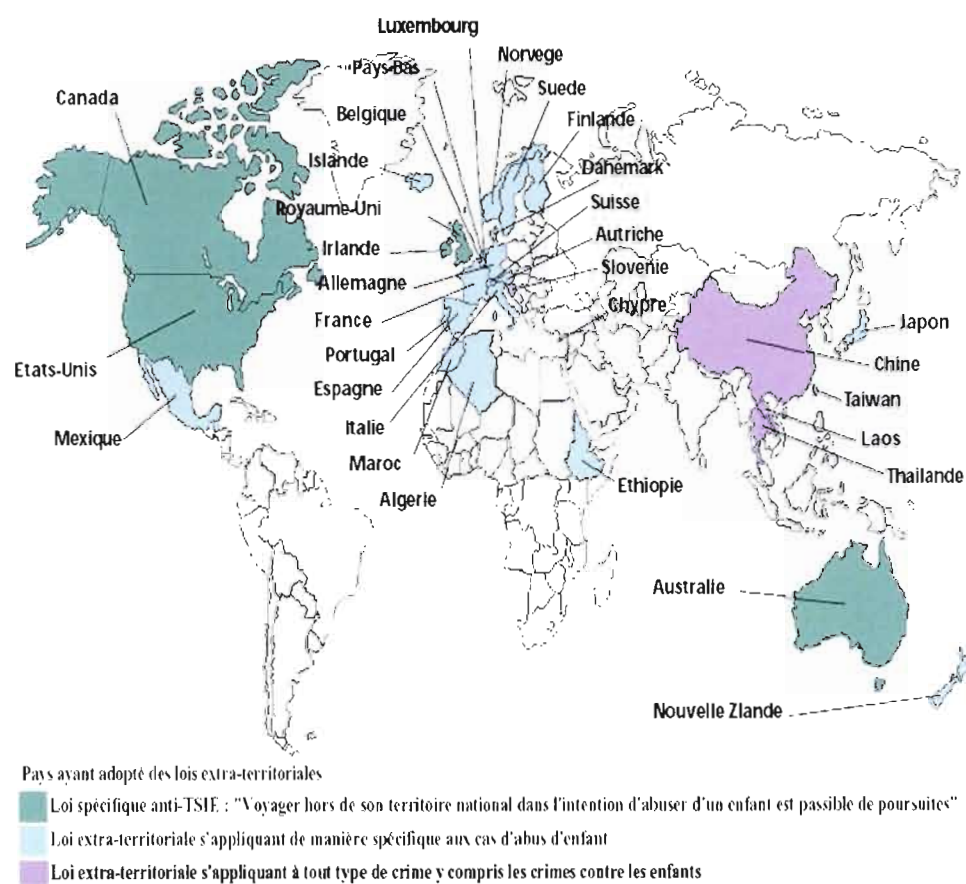 Luxembourg
Norvege
Pays-Bas
Suede
Canada
Belgique
Finlande
Islande
Danemark
Royaume-Uni
Suisse
Irlande
Autriche
Allemagne
Slovenie
France
Chypre
Japon
Portugal
Etats-Unis
Chine
Espagne
Taiwan
Italie
Mexique
Laos
Maroc
Thailande
Algerie
Ethiopie
Australie
Nouvelle Zlande
Pays ayant adopté des lois extra-territoriales
Loi spécifique anti-TSIE : "Voyager hors de son territoire national dans l'intention d'abuser d'un enfant est passible de poursuites"
Loi extra-territoriale s'appliquant de manière spécifique aux cas d'abus d'enfant
Loi extra-territoriale s'appliquant à tout type de crime y compris les crimes contre les enfants